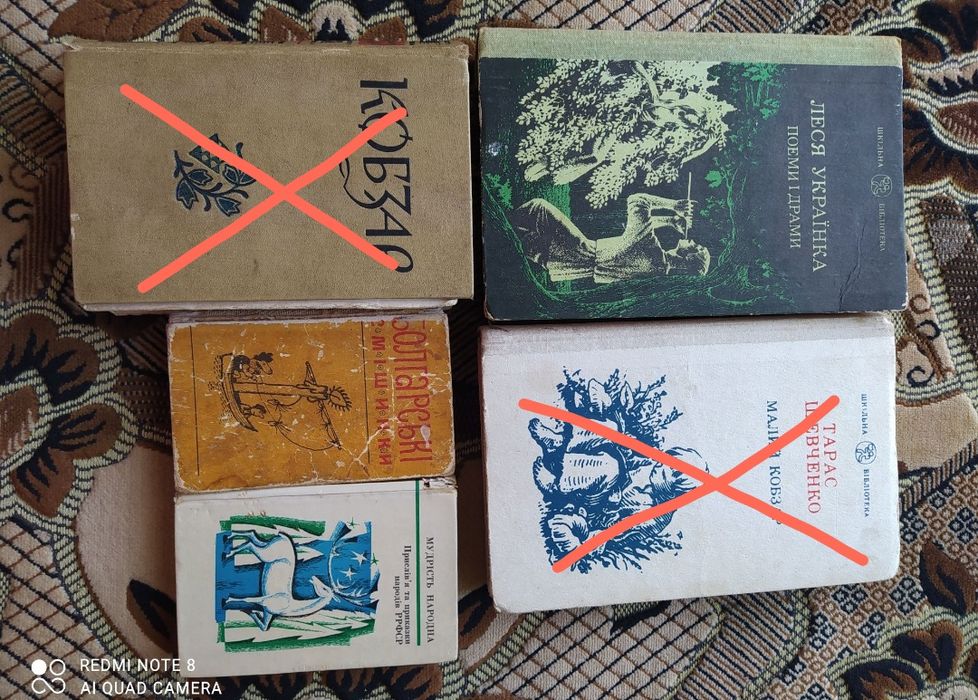 КОБЗАР
ЛЕСЯ УКРАЇНКА
ПОЕМИ І ДРАМИ
ШКІЛЬНА БІБЛІОТЕКА
БОЛГАРСЬКІ
СМІШИНКИ
ТАРАС
ШЕВЧЕНКО
МАЛИЙ КОБЗАР
ШКІЛЬНА БІБЛІОТЕКА
МУДРІСТЬ НАРОДНА
Прислів'я та приказки
народів РРФСР
REDMI NOTE 8
AI QUAD CAMERA